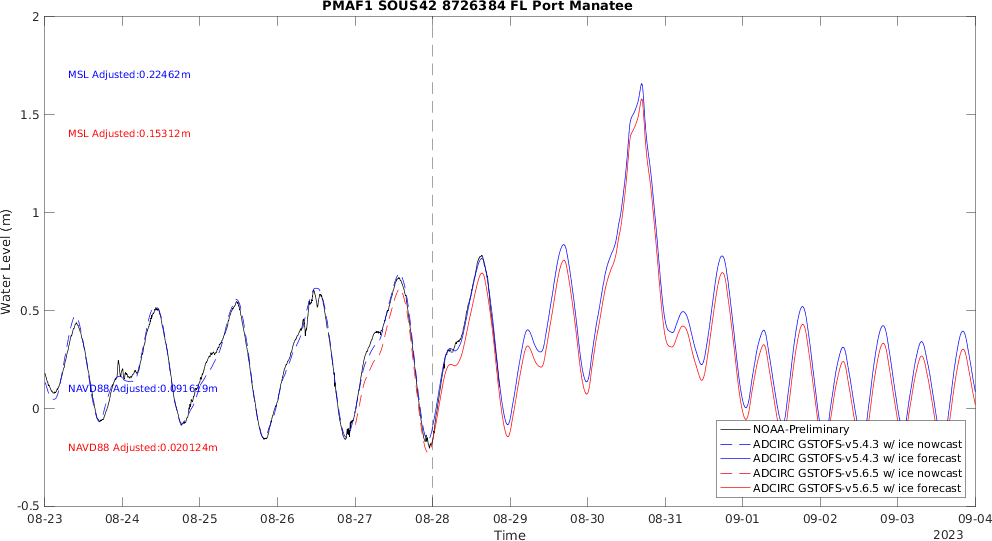 PMAF1 SOUS42 8726384 FL Port Manatee
2
1.5
1
0.5
0
-0.5
Water Level (m)
MSL Adjusted:0.22462m
MSL Adjusted:0.15312m
NAVD88 Adjusted:0.091619m
NAVD88 Adjusted:0.020124m
NOAA-Preliminary
ADCIRC GSTOFS-v5.4.3 w/ ice nowcast
ADCIRC GSTOFS-v5.4.3 w/ ice forecast
ADCIRC GSTOFS-v5.6.5 w/ ice nowcast
ADCIRC GSTOFS-v5.6.5 w/ ice forecast
08-23 08-24 08-25 08-26 08-27 08-28 08-29 08-30 08-31 09-01 09-02 09-03 09-04
Time
2023